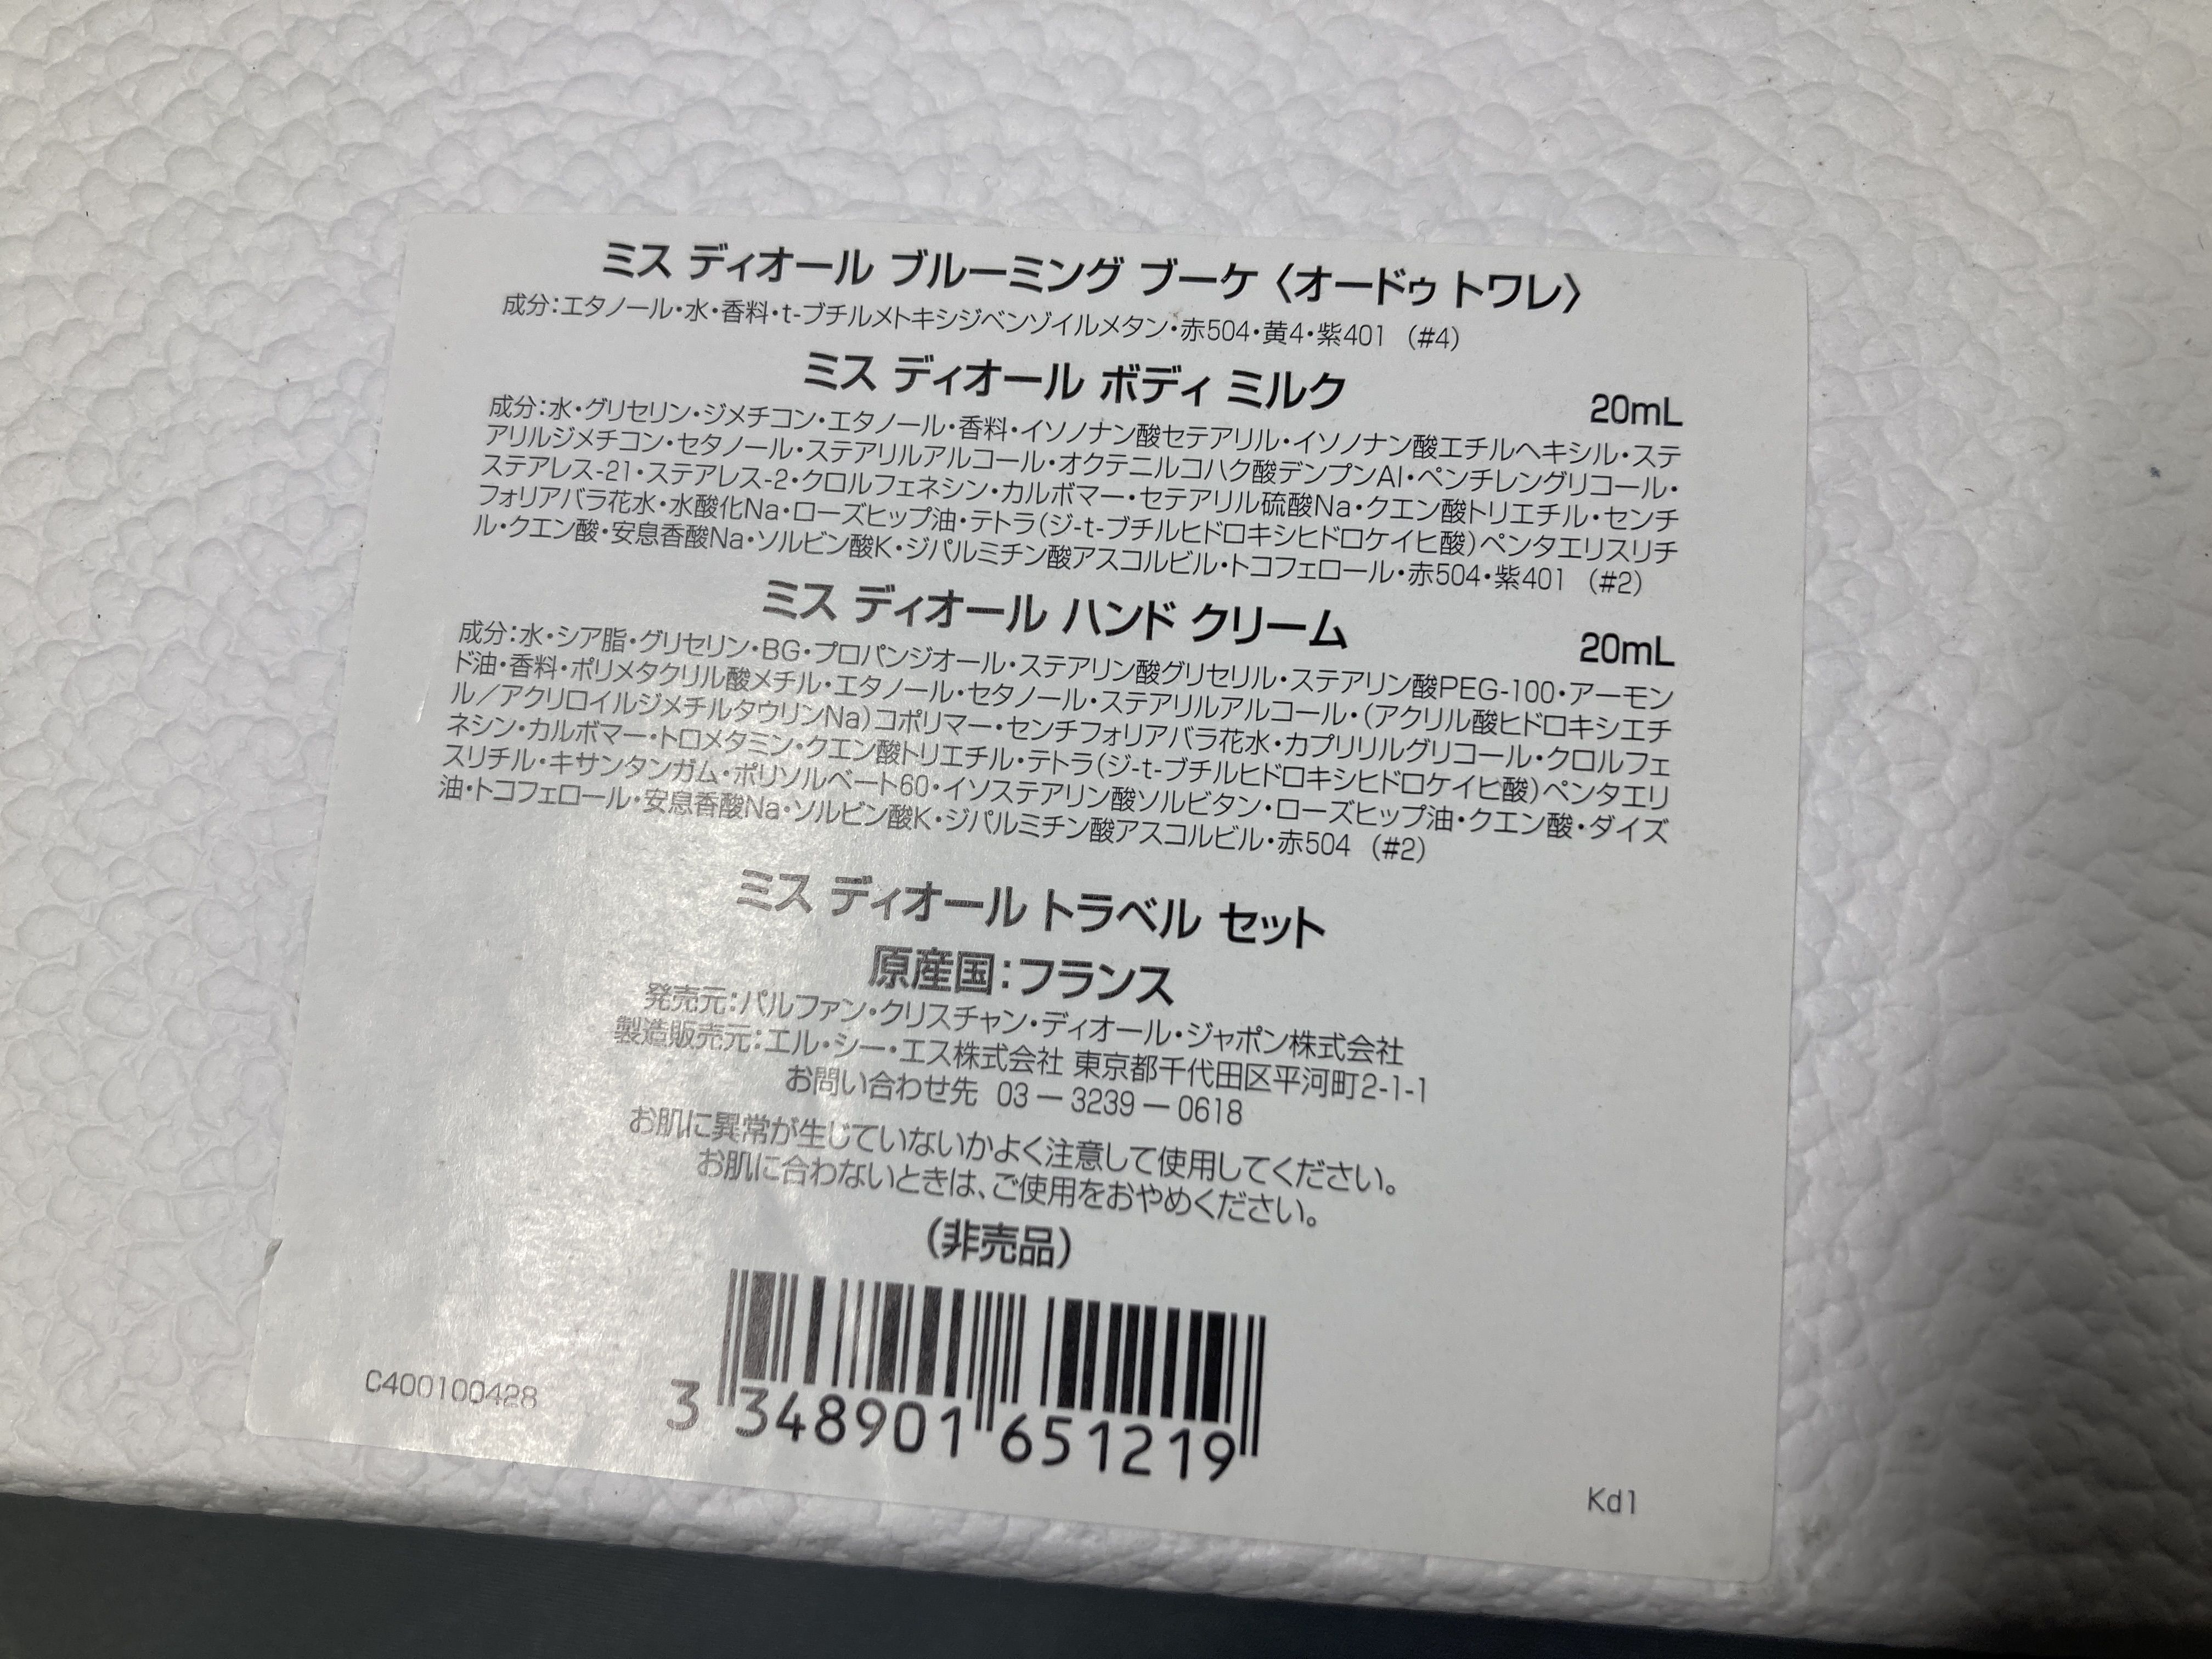 ミス ディオール ブルーミング ブーケ〈オードゥ トワレ〉
成分：エタノール・水・香料・t-ブチルメトキシジベンゾイルメタン・赤504・黄4・紫401 （#4）
ミス ディオール ボディ ミルク 20mL
成分：水・グリセリン・ジメチコン・エタノール・香料・イソノナン酸セテアリル・イソノナン酸エチルヘキシル・ステ
アリルジメチコン・セタノール・ステアリルアルコール・オクテニルコハク酸デンプンAl・ペンチレングリコール・
ステアレス-21・ステアレス-2・クロルフェネシン・カルボマー・セテアリル硫酸Na・クエン酸トリエチル・センチ
フォリアバラ花水・水酸化Na・ローズヒップ油・テトラ（ジ-t-ブチルヒドロキシヒドロケイヒ酸）ペンタエリスリチ
ル・クエン酸・安息香酸Na・ソルビン酸K・ジパルミチン酸アスコルビル・トコフェロール・赤504・紫401 （#2）
ミス ディオール ハンド クリーム 20mL
成分：水・シア脂・グリセリン・BG・プロパンジオール・ステアリン酸グリセリル・ステアリン酸PEG-100・アーモン
ド油・香料・ポリメタクリル酸メチル・エタノール・セタノール・ステアリルアルコール・（アクリル酸ヒドロキシエチ
ル／アクリロイルジメチルタウリンNa）コポリマー・センチフォリアバラ花水・カプリリルグリコール・クロルフェ
ネシン・カルボマー・トロメタミン・クエン酸トリエチル・テトラ（ジ-t-ブチルヒドロキシヒドロケイヒ酸）ペンタエリ
スリチル・キサンタンガム・ポリソルベート60・イソステアリン酸ソルビタン・ローズヒップ油・クエン酸・ダイズ
油・トコフェロール・安息香酸Na・ソルビン酸K・ジパルミチン酸アスコルビル・赤504 （#2）
ミス ディオール トラベル セット
原産国：フランス
発売元：パルファン・クリスチャン・ディオール・ジャポン株式会社
製造販売元：エル・シー・エス株式会社 東京都千代田区平河町2-1-1
お問い合わせ先 03－3239－0618
お肌に異常が生じていないかよく注意して使用してください。
お肌に合わないときは、ご使用をおやめください。
（非売品）
3 348901 651219
C400100428
Kd1